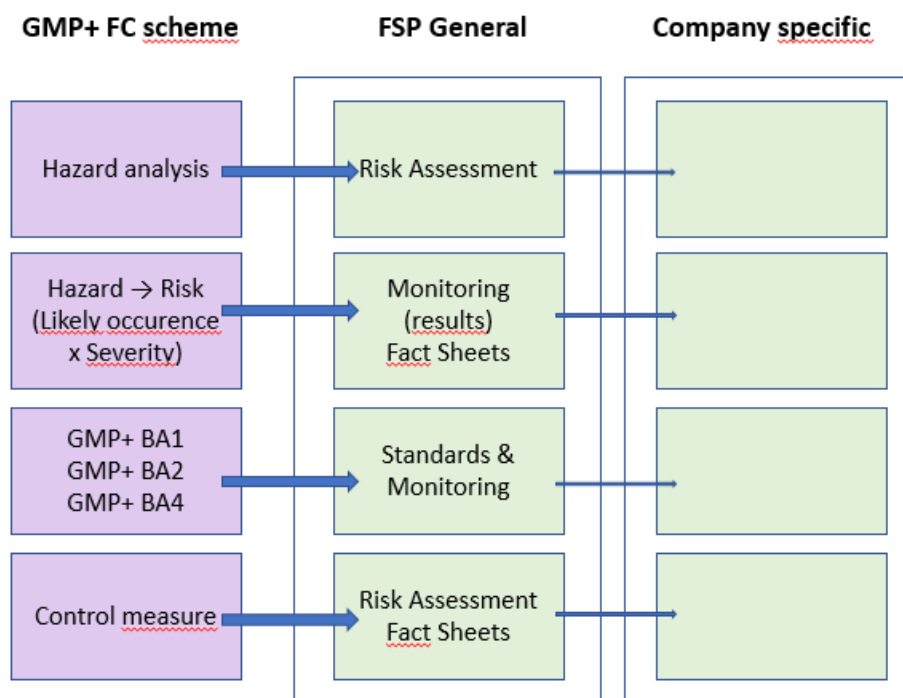 GMP+ FC scheme
FSP General
Company specific
Hazard analysis
Risk Assessment
Hazard → Risk
(Likely occurence
x Severity)
Monitoring
(results)
Fact Sheets
GMP+ BA1
GMP+ BA2
GMP+ BA4
Standards &
Monitoring
Control measure
Risk Assessment
Fact Sheets